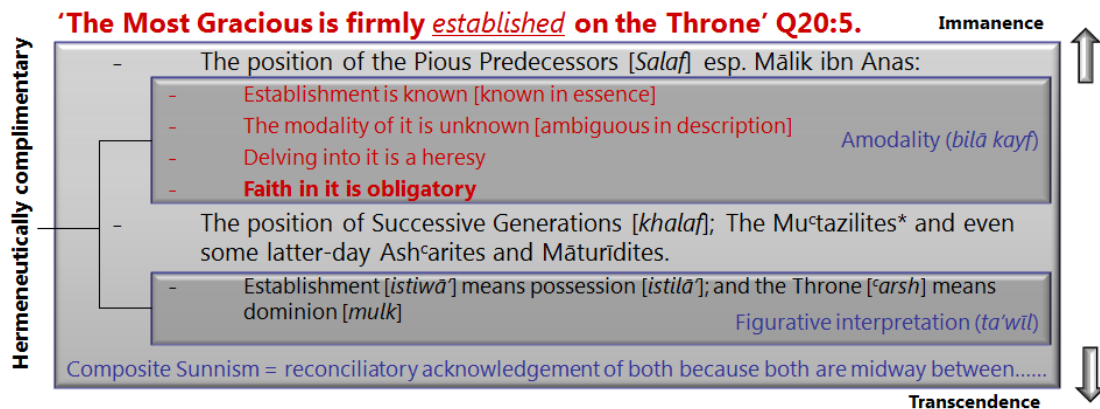 ‘The Most Gracious is firmly established on the Throne’ Q20:5.
Immanence
Hermeneutically complimentary
- The position of the Pious Predecessors [Salaf] esp. Mālik ibn Anas:
- Establishment is known [known in essence]
- The modality of it is unknown [ambiguous in description]
Amodality (bilā kayf)
- Delving into it is a heresy
- Faith in it is obligatory
- The position of Successive Generations [khalaf]; The Muᶜtazilites* and even
some latter-day Ashᶜarites and Māturīdites.
- Establishment [istiwā’] means possession [istilā’]; and the Throne [ᶜarsh] means
dominion [mulk]
Figurative interpretation (ta’wīl)
Composite Sunnism = reconciliatory acknowledgement of both because both are midway between......
Transcendence